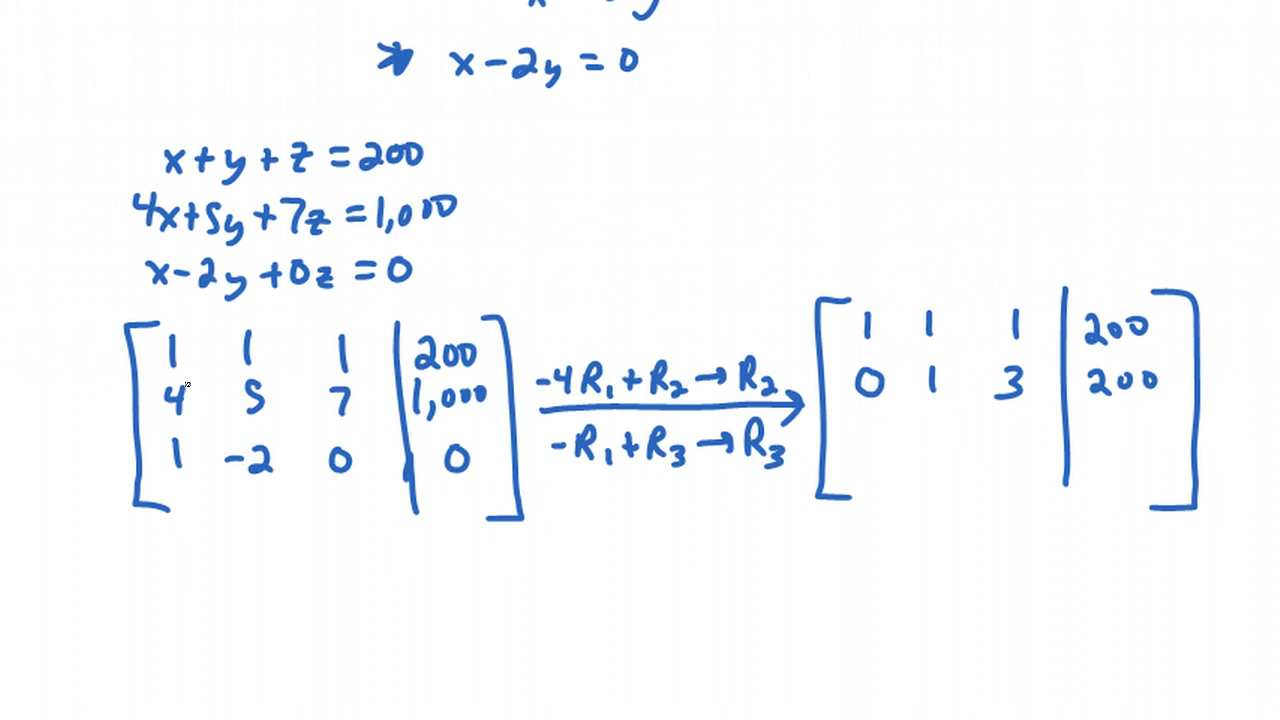 * x-2y = 0
x+y+z = 200
4x+5y+7z = 1,000
x-2y+0z = 0
1 1 1 200
4 5 7 1,000
1 -2 0 0
-4R₁+R₂→R₂
-R₁+R₃→R₃
1 1 1 200
0 1 3 200